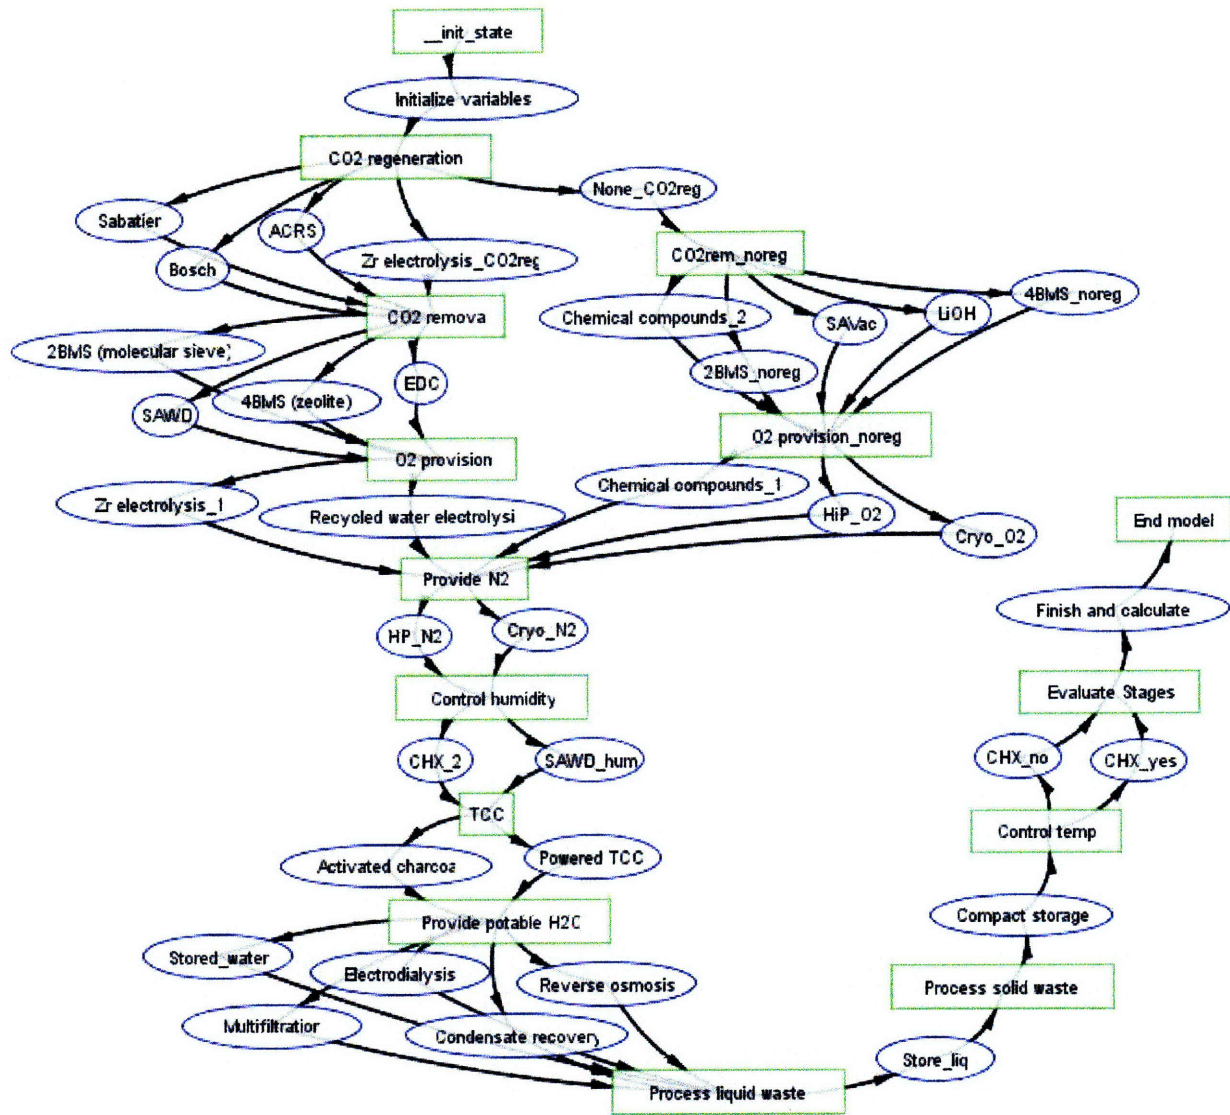 __init_state
Initialize variables
CO2 regeneration
None_CO2reg
Sabatier
ACRS
Bosch
Zr electrolysis_CO2reg
CO2rem_noreg
4BMS_noreg
LiOH
SAVac
Chemical compounds_2
CO2 remova
2BMS (molecular sieve)
2BMS_noreg
EDC
4BMS (zeolite)
SAWD
O2 provision_noreg
O2 provision
Chemical compounds_1
Zr electrolysis_1
Recycled water electrolysi
HiP_O2
Cryo_O2
End model
Provide N2
Finish and calculate
HP_N2
Cryo_N2
Control humidity
Evaluate Stages
CHX_2
SAWD_hum
CHX_no
CHX_yes
TCC
Control temp
Activated charcoa
Powered TCC
Provide potable H2C
Compact storage
Stored_water
Electrodialysis
Reverse osmosis
Process solid waste
Multifiltratior
Condensate recovery
Store_liq
Process liquid waste